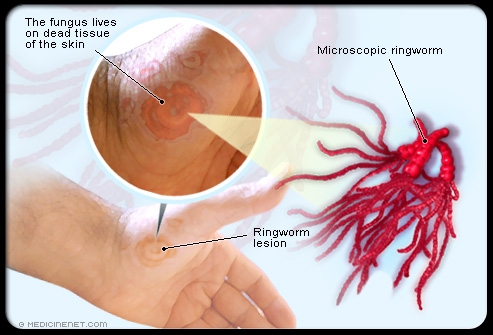 The fungus lives
on dead tissue
of the skin
Microscopic ringworm
Ringworm
lesion
© MEDICINENET.COM